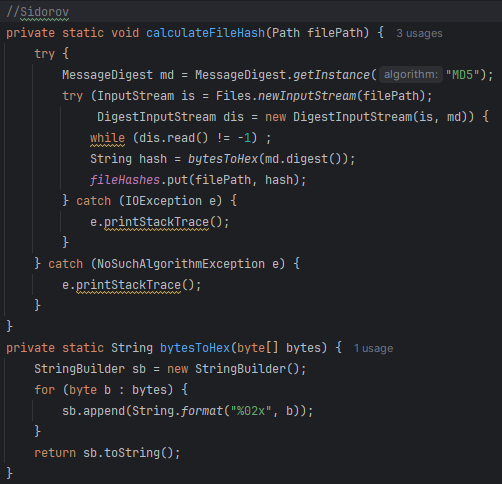 //Sidorov
private static void calculateFileHash(Path filePath) { 3 usages
    try {
        MessageDigest md = MessageDigest.getInstance( algorithm: "MD5");
        try (InputStream is = Files.newInputStream(filePath);
             DigestInputStream dis = new DigestInputStream(is, md)) {
            while (dis.read() != -1) ;
            String hash = bytesToHex(md.digest());
            fileHashes.put(filePath, hash);
        } catch (IOException e) {
            e.printStackTrace();
        }
    } catch (NoSuchAlgorithmException e) {
        e.printStackTrace();
    }
}
private static String bytesToHex(byte[] bytes) { 1 usage
    StringBuilder sb = new StringBuilder();
    for (byte b : bytes) {
        sb.append(String.format("%02x", b));
    }
    return sb.toString();
}